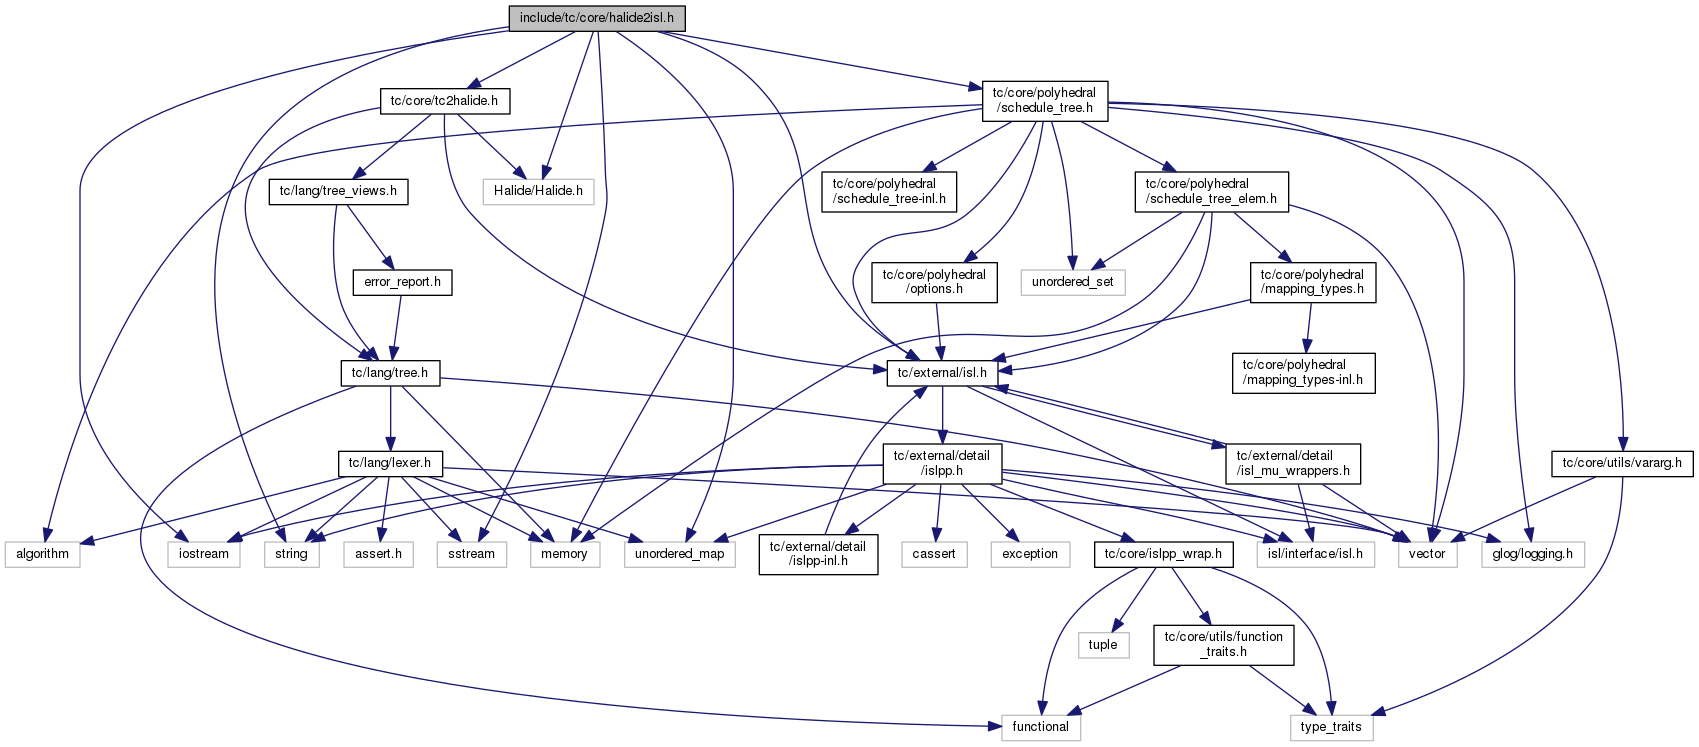 include/tc/core/halide2isl.h
tc/core/tc2halide.h
tc/core/polyhedral
/schedule_tree.h
tc/lang/tree_views.h
Halide/Halide.h
tc/core/polyhedral
/schedule_tree-inl.h
tc/core/polyhedral
/schedule_tree_elem.h
error_report.h
tc/core/polyhedral
/options.h
unordered_set
tc/core/polyhedral
/mapping_types.h
tc/lang/tree.h
tc/external/isl.h
tc/core/polyhedral
/mapping_types-inl.h
tc/lang/lexer.h
tc/external/detail
/islpp.h
tc/external/detail
/isl_mu_wrappers.h
tc/core/utils/vararg.h
algorithm
iostream
string
assert.h
sstream
memory
unordered_map
tc/external/detail
/islpp-inl.h
cassert
exception
tc/core/islpp_wrap.h
isl/interface/isl.h
vector
glog/logging.h
tuple
tc/core/utils/function
_traits.h
functional
type_traits